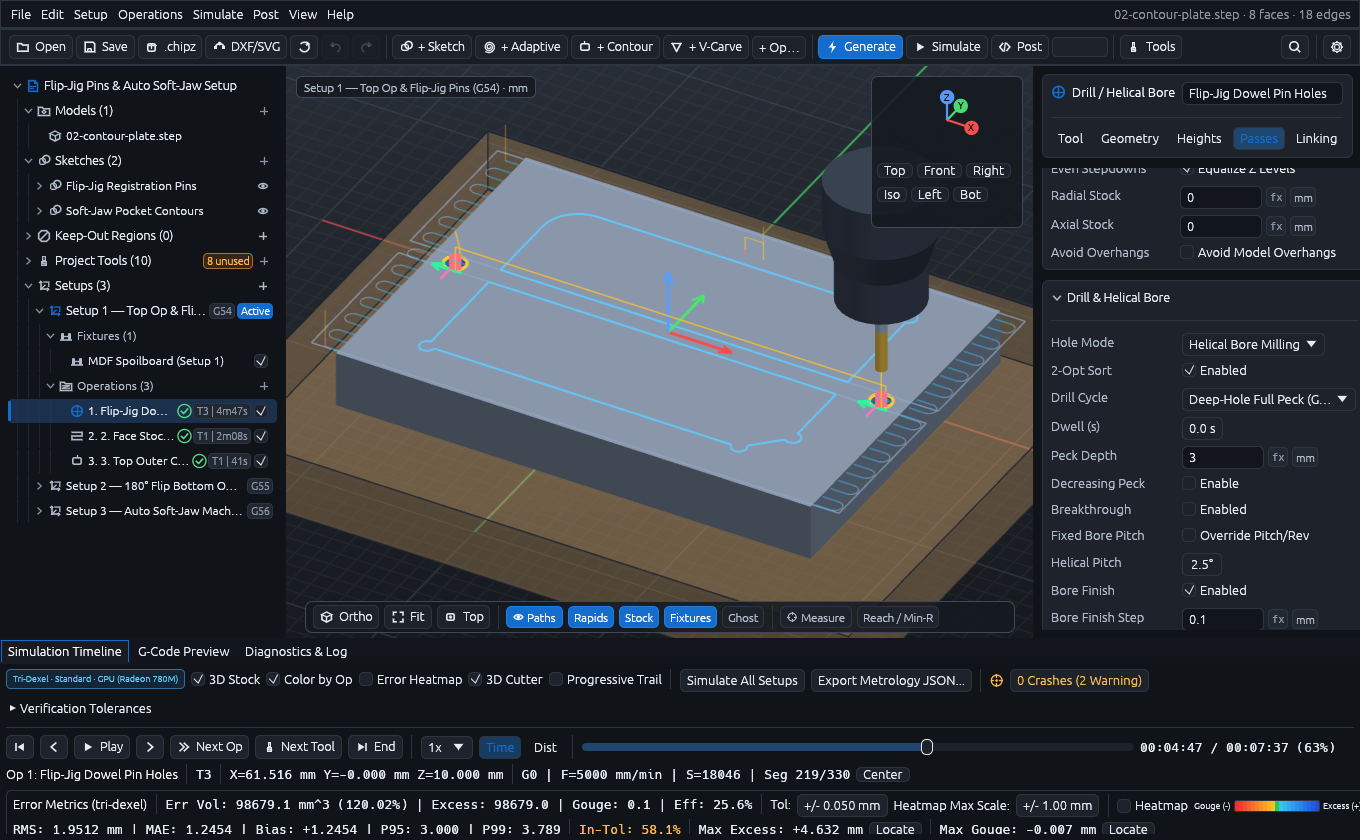 File Edit Setup Operations Simulate Post View Help
02-contour-plate.step · 8 faces · 18 edges
Open Save .chipz DXF/SVG + Sketch + Adaptive + Contour + V-Carve + Op... Generate Simulate Post Tools
Flip-Jig Pins & Auto Soft-Jaw Setup
Models (1) +
02-contour-plate.step
Sketches (2) +
Flip-Jig Registration Pins
Soft-Jaw Pocket Contours
Keep-Out Regions (0) +
Project Tools (10) 8 unused +
Setups (3) +
Setup 1 — Top Op & Fli... G54 Active
Fixtures (1)
MDF Spoilboard (Setup 1)
Operations (3) +
1. Flip-Jig Do... T3 | 4m47s
2. 2. Face Stoc... T1 | 2m08s
3. 3. Top Outer C... T1 | 41s
Setup 2 — 180° Flip Bottom O... G55
Setup 3 — Auto Soft-Jaw Mach... G56
Setup 1 — Top Op & Flip-Jig Pins (G54) · mm
Z
Y
X
Top Front Right
Iso Left Bot
Ortho Fit Top Paths Rapids Stock Fixtures Ghost Measure Reach / Min-R
Drill / Helical Bore Flip-Jig Dowel Pin Holes
Tool Geometry Heights Passes Linking
Even Stepdowns Equalize Z Levels
Radial Stock 0 fx mm
Axial Stock 0 fx mm
Avoid Overhangs Avoid Model Overhangs
Drill & Helical Bore
Hole Mode Helical Bore Milling
2-Opt Sort Enabled
Drill Cycle Deep-Hole Full Peck (G...
Dwell (s) 0.0 s
Peck Depth 3 fx mm
Decreasing Peck Enable
Breakthrough Enabled
Fixed Bore Pitch Override Pitch/Rev
Helical Pitch 2.5°
Bore Finish Enabled
Bore Finish Step 0.1 fx mm
Simulation Timeline G-Code Preview Diagnostics & Log
Tri-Dexel · Standard · GPU (Radeon 780M) 3D Stock Color by Op Error Heatmap 3D Cutter Progressive Trail Simulate All Setups Export Metrology JSON... 0 Crashes (2 Warning)
Verification Tolerances
Play Next Op Next Tool End 1x Time Dist 00:04:47 / 00:07:37 (63%)
Op 1: Flip-Jig Dowel Pin Holes T3 X=61.516 mm Y=-0.000 mm Z=10.000 mm G0 | F=5000 mm/min | S=18046 | Seg 219/330 Center
Error Metrics (tri-dexel) Err Vol: 98679.1 mm^3 (120.02%) | Excess: 98679.0 | Gouge: 0.1 | Eff: 25.6% Tol: +/- 0.050 mm Heatmap Max Scale: +/- 1.00 mm Heatmap Gouge (-) Excess (+)
RMS: 1.9512 mm | MAE: 1.2454 | Bias: +1.2454 | P95: 3.000 | P99: 3.789 In-Tol: 58.1% Max Excess: +4.632 mm Locate Max Gouge: -0.007 mm Locate